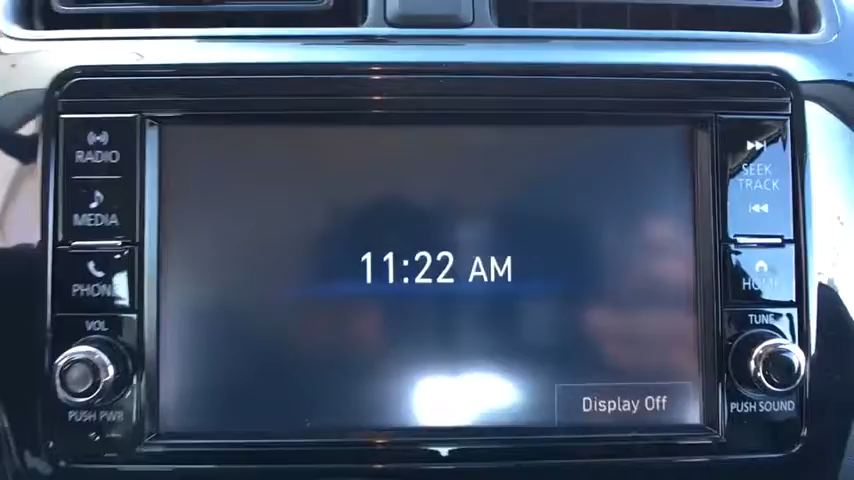 RADIO
MEDIA
PHONE
VOL
PUSH PWR
11:22 AM
Display Off
SEEK
TRACK
HOME
TUNE
PUSH SOUND